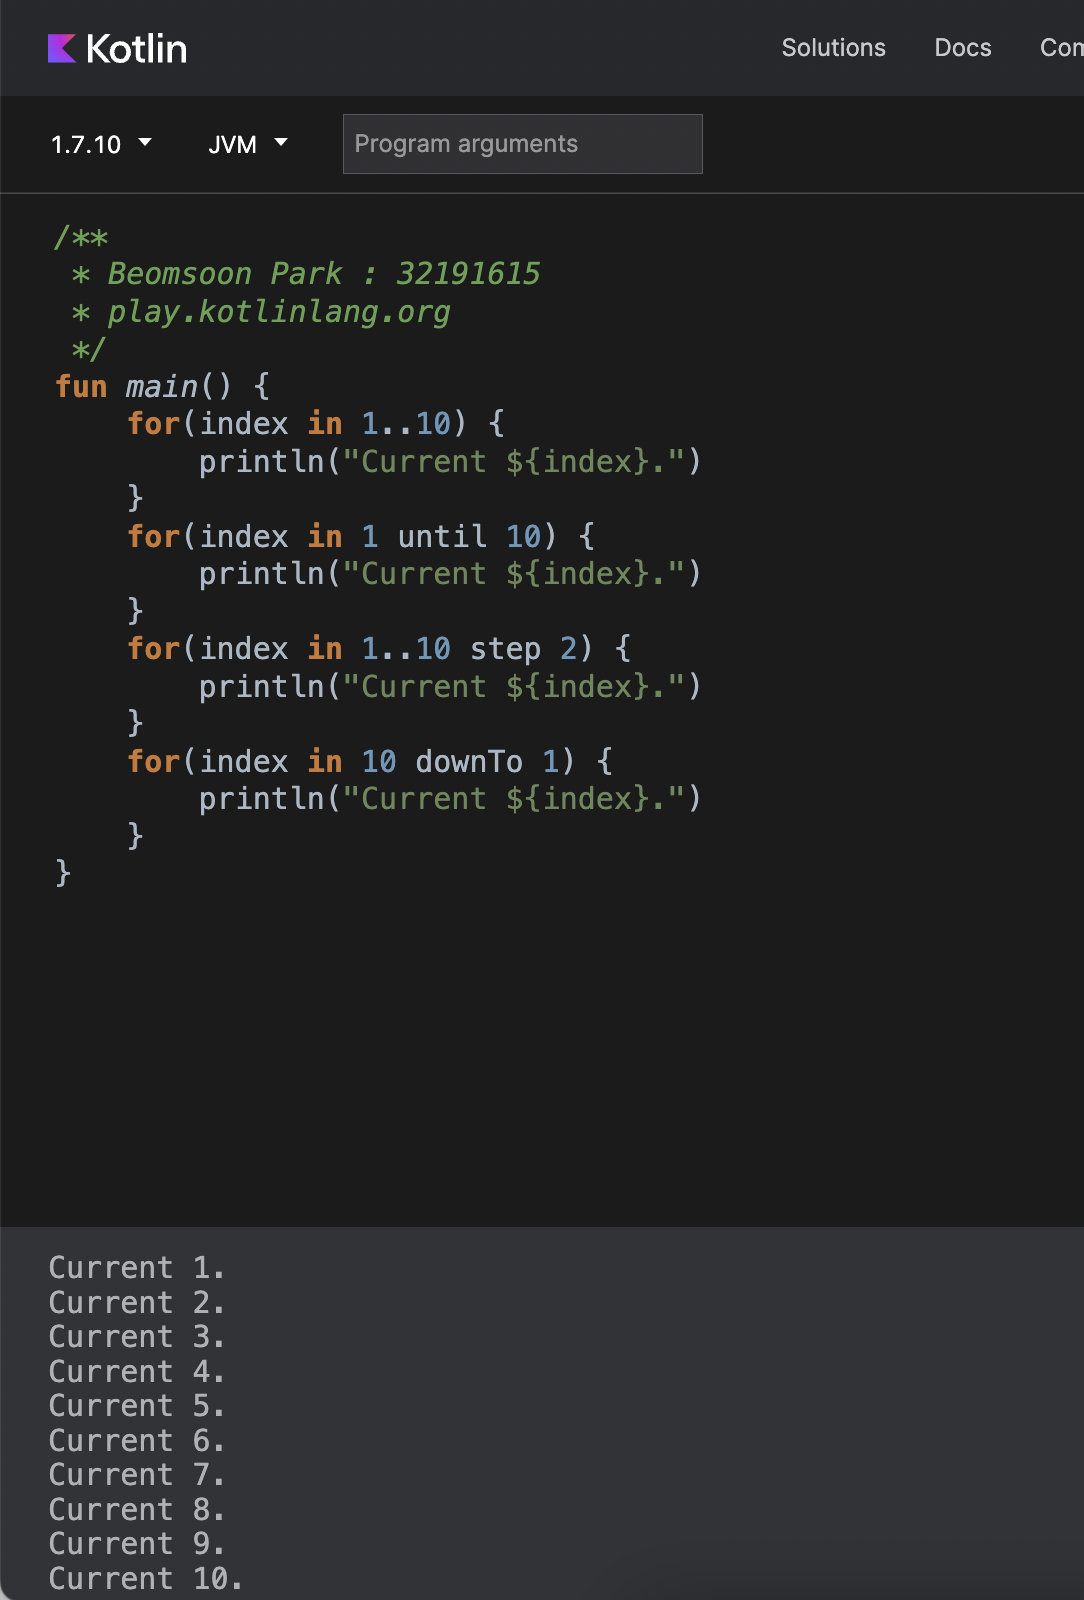 Kotlin Solutions Docs
1.7.10 JVM Program arguments
/**
 * Beomsoon Park : 32191615
 * play.kotlinlang.org
 */
fun main() {
    for(index in 1..10) {
        println("Current ${index}.")
    }
    for(index in 1 until 10) {
        println("Current ${index}.")
    }
    for(index in 1..10 step 2) {
        println("Current ${index}.")
    }
    for(index in 10 downTo 1) {
        println("Current ${index}.")
    }
}
Current 1.
Current 2.
Current 3.
Current 4.
Current 5.
Current 6.
Current 7.
Current 8.
Current 9.
Current 10.